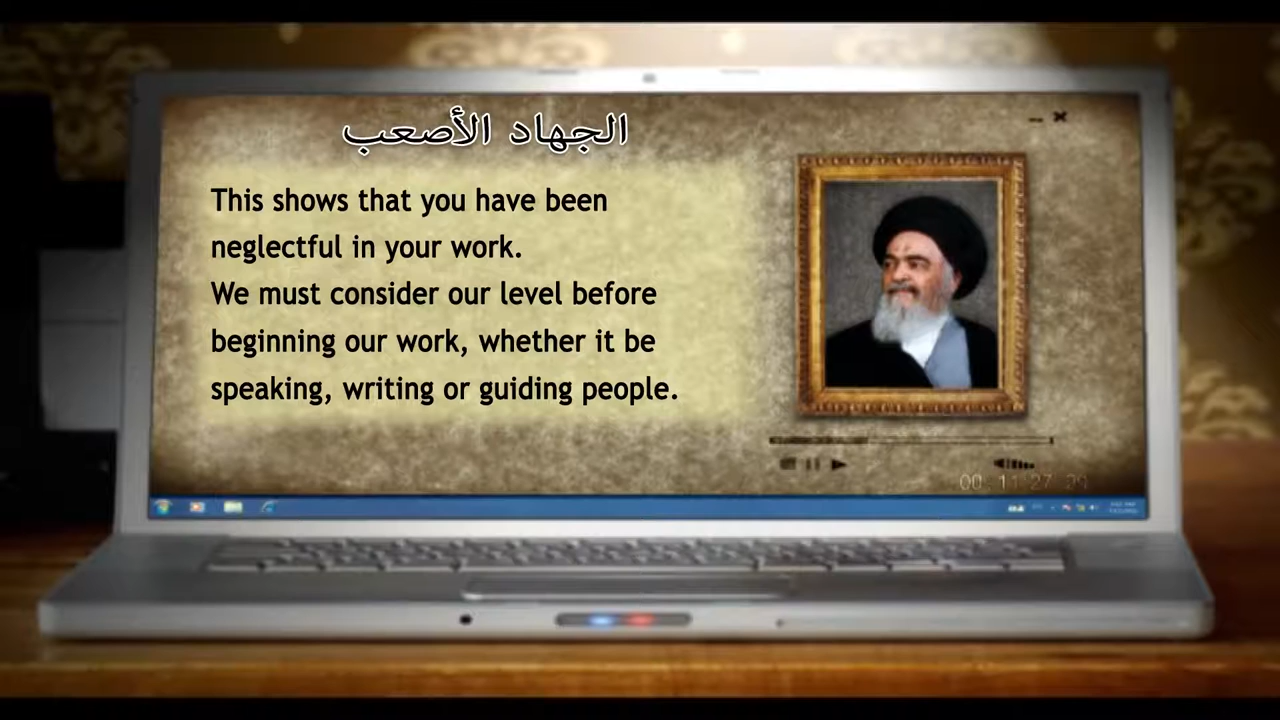 الجهاد الأصعب
This shows that you have been
neglectful in your work.
We must consider our level before
beginning our work, whether it be
speaking, writing or guiding people.